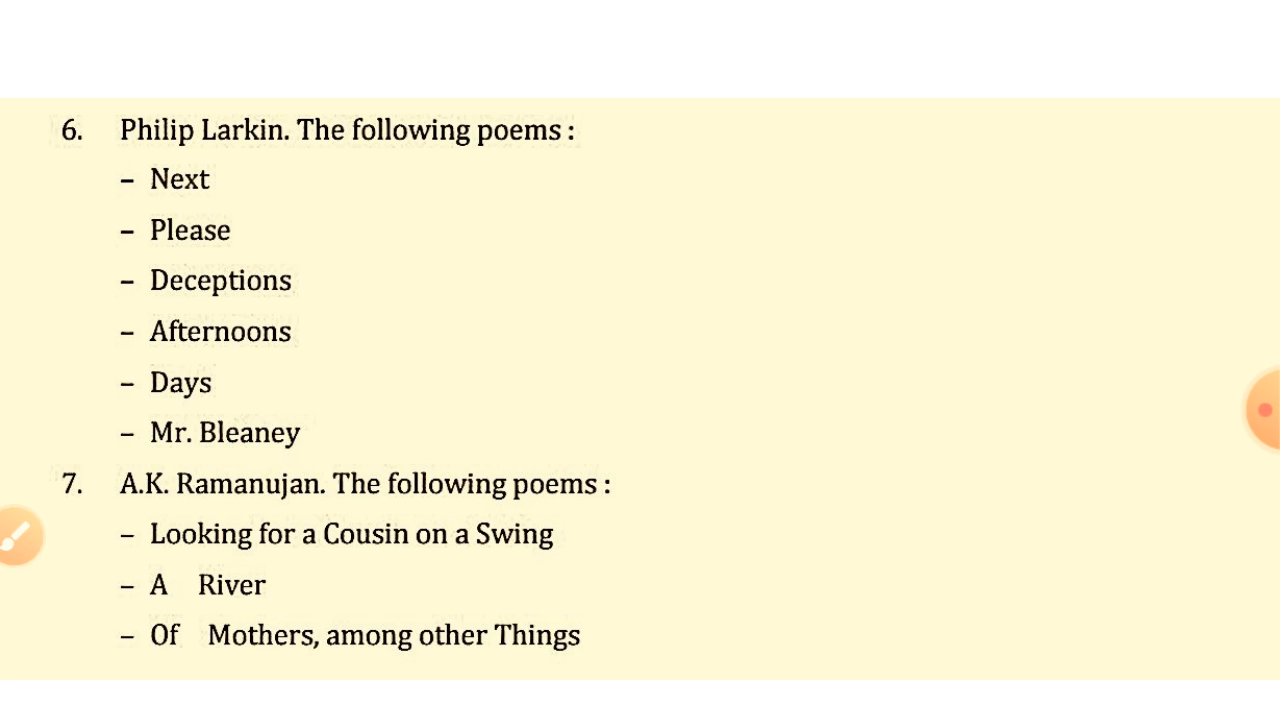 6. Philip Larkin. The following poems :
– Next
– Please
– Deceptions
– Afternoons
– Days
– Mr. Bleaney
7. A.K. Ramanujan. The following poems :
– Looking for a Cousin on a Swing
– A River
– Of Mothers, among other Things